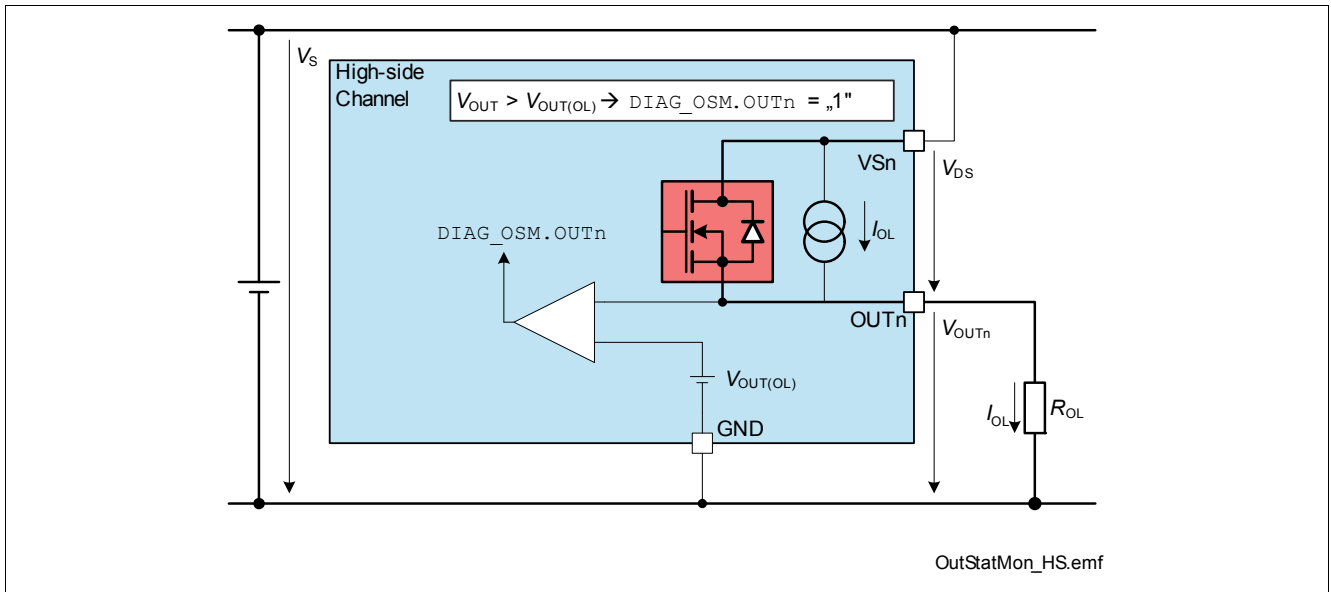 VS
High-side
Channel
VOUT > VOUT(OL) → DIAG_OSM.OUTn = „1"
VSn
VDS
IOL
DIAG_OSM.OUTn
OUTn
VOUTn
VOUT(OL)
IOL
ROL
GND
OutStatMon_HS.emf